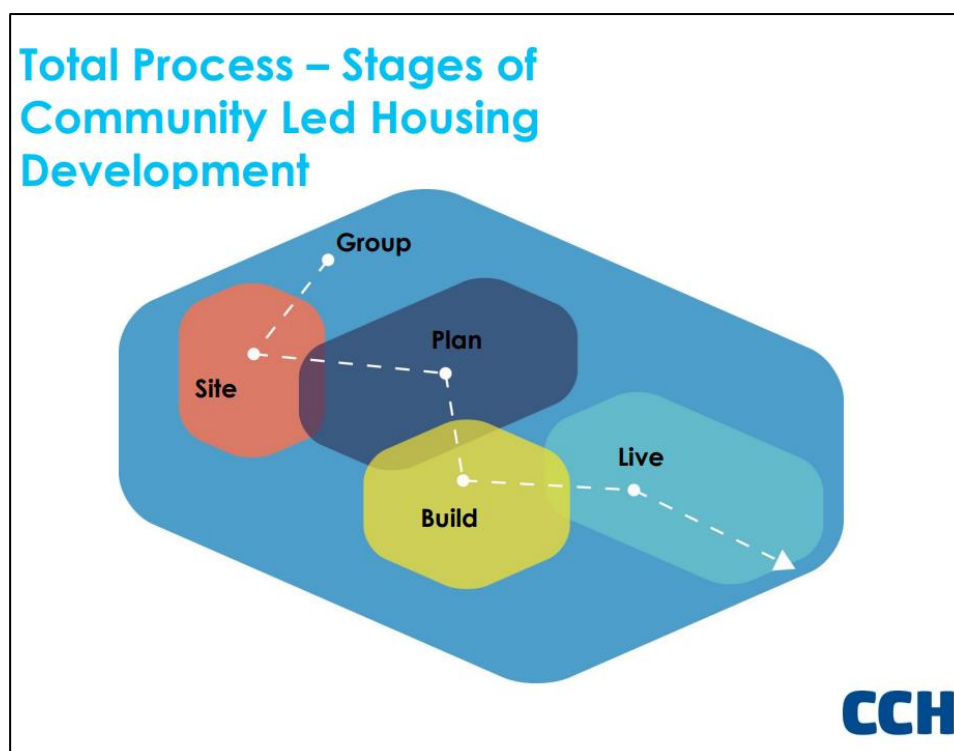 Total Process – Stages of
Community Led Housing
Development
Group
Plan
Site
Live
Build
CCH